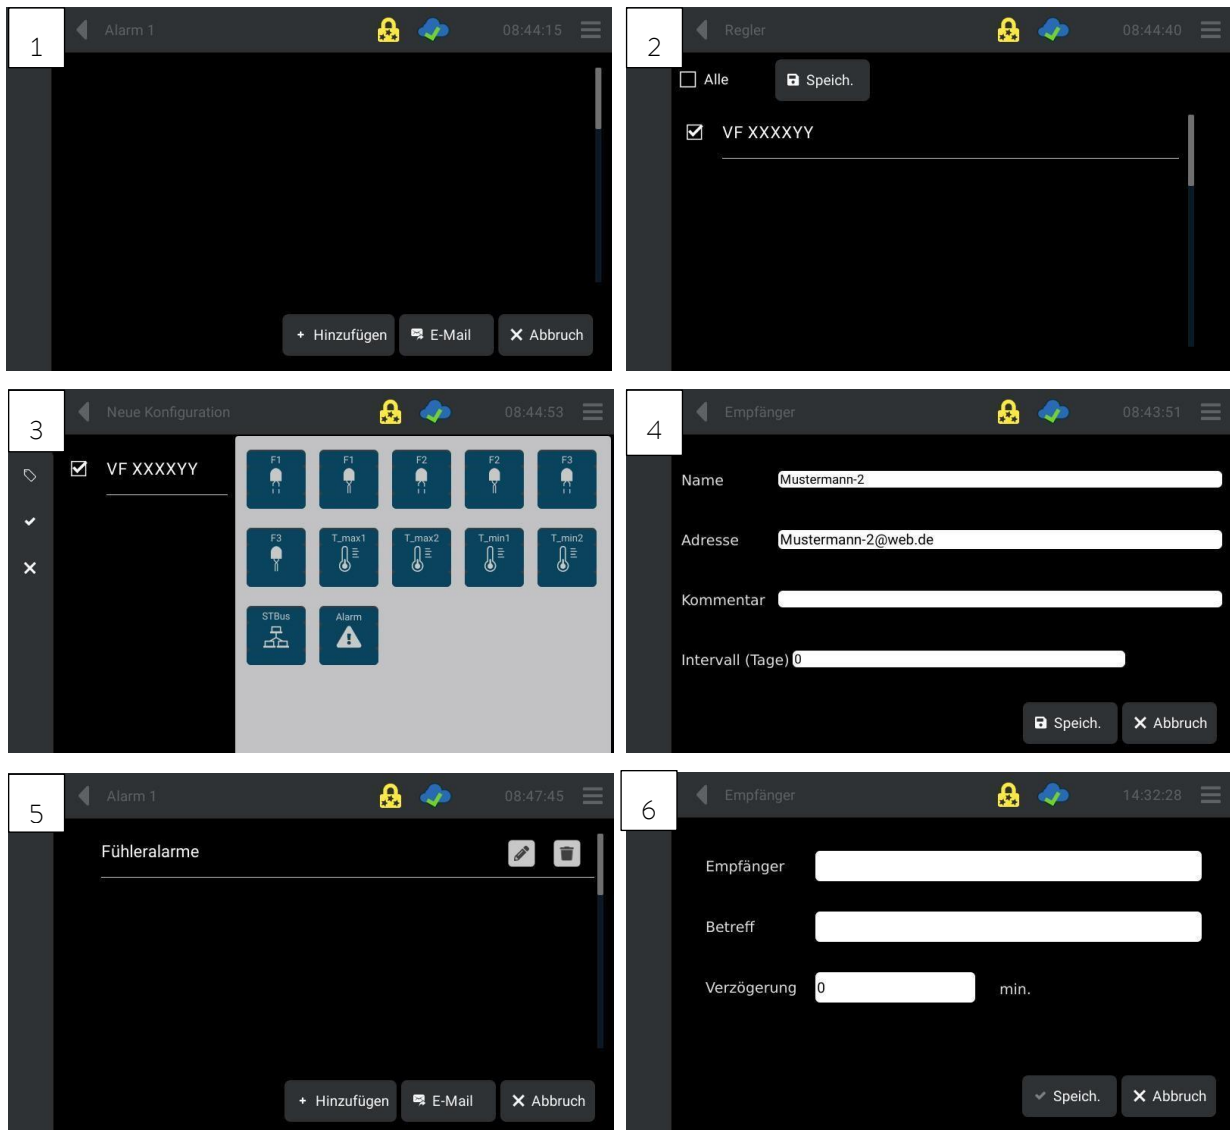 1
Alarm 1
08:44:15
+ Hinzufügen
E-Mail
Abbruch
2
Regler
08:44:40
Alle
Speich.
VF XXXXYY
3
Neue Konfiguration
08:44:53
VF XXXXYY
F1
F1
F2
F2
F3
F3
T_max1
T_max2
T_min1
T_min2
STBus
Alarm
4
Empfänger
08:43:51
Name
Mustermann-2
Adresse
Mustermann-2@web.de
Kommentar
Intervall (Tage)
0
Speich.
Abbruch
5
Alarm 1
08:47:45
Fühleralarme
+ Hinzufügen
E-Mail
Abbruch
6
Empfänger
14:32:28
Empfänger
Betreff
Verzögerung
0
min.
Speich.
Abbruch